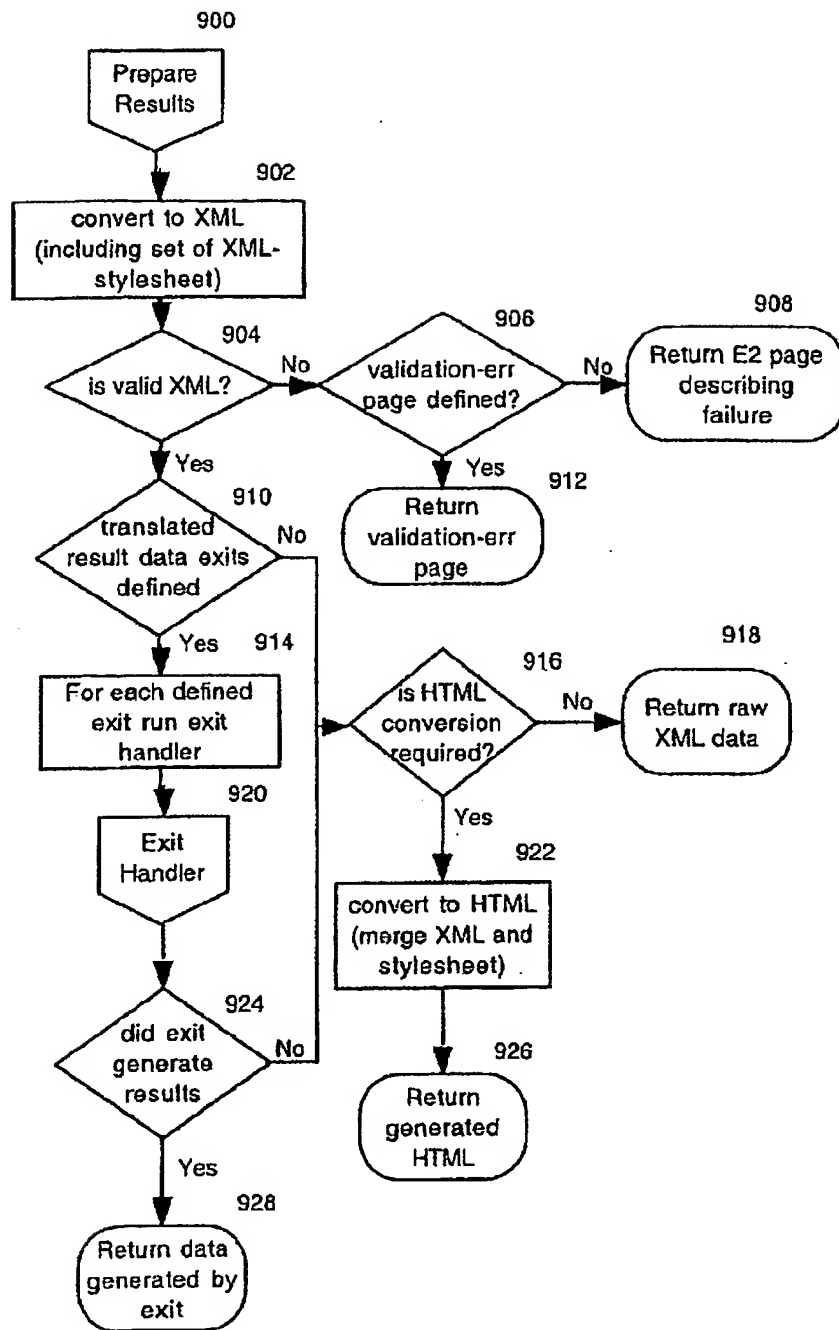 900
Prepare
Results
902
convert to XML
(including set of XML-
stylesheet)
904
is valid XML?
No
906
validation-err
page defined?
No
908
Return E2 page
describing
failure
Yes
912
Return
validation-err
page
Yes
910
translated
result data exits
defined
No
Yes
914
For each defined
exit run exit
handler
916
is HTML
conversion
required?
No
918
Return raw
XML data
920
Exit
Handler
Yes
922
convert to HTML
(merge XML and
stylesheet)
924
did exit
generate
results
No
926
Return
generated
HTML
Yes
928
Return data
generated by
exit